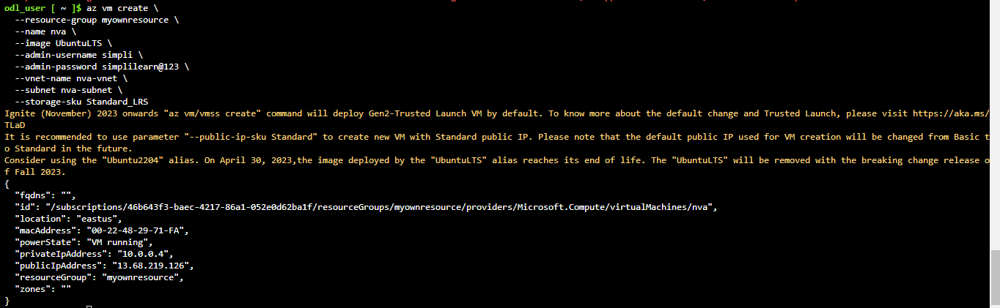 odl_user [ ~ ]$ az vm create \
  --resource-group myownresource \
  --name nva \
  --image UbuntuLTS \
  --admin-username simpli \
  --admin-password simplilearn@123 \
  --vnet-name nva-vnet \
  --subnet nva-subnet \
  --storage-sku Standard_LRS
Ignite (November) 2023 onwards "az vm/vmss create" command will deploy Gen2-Trusted Launch VM by default. To know more about the default change and Trusted Launch, please visit https://aka.ms/
TLaD
It is recommended to use parameter "--public-ip-sku Standard" to create new VM with Standard public IP. Please note that the default public IP used for VM creation will be changed from Basic t
o Standard in the future.
Consider using the "Ubuntu2204" alias. On April 30, 2023,the image deployed by the "UbuntuLTS" alias reaches its end of life. The "UbuntuLTS" will be removed with the breaking change release o
f Fall 2023.
{
  "fqdns": "",
  "id": "/subscriptions/46b643f3-baec-4217-86a1-052e0d62ba1f/resourceGroups/myownresource/providers/Microsoft.Compute/virtualMachines/nva",
  "location": "eastus",
  "macAddress": "00-22-48-29-71-FA",
  "powerState": "VM running",
  "privateIpAddress": "10.0.0.4",
  "publicIpAddress": "13.68.219.126",
  "resourceGroup": "myownresource",
  "zones": ""
}